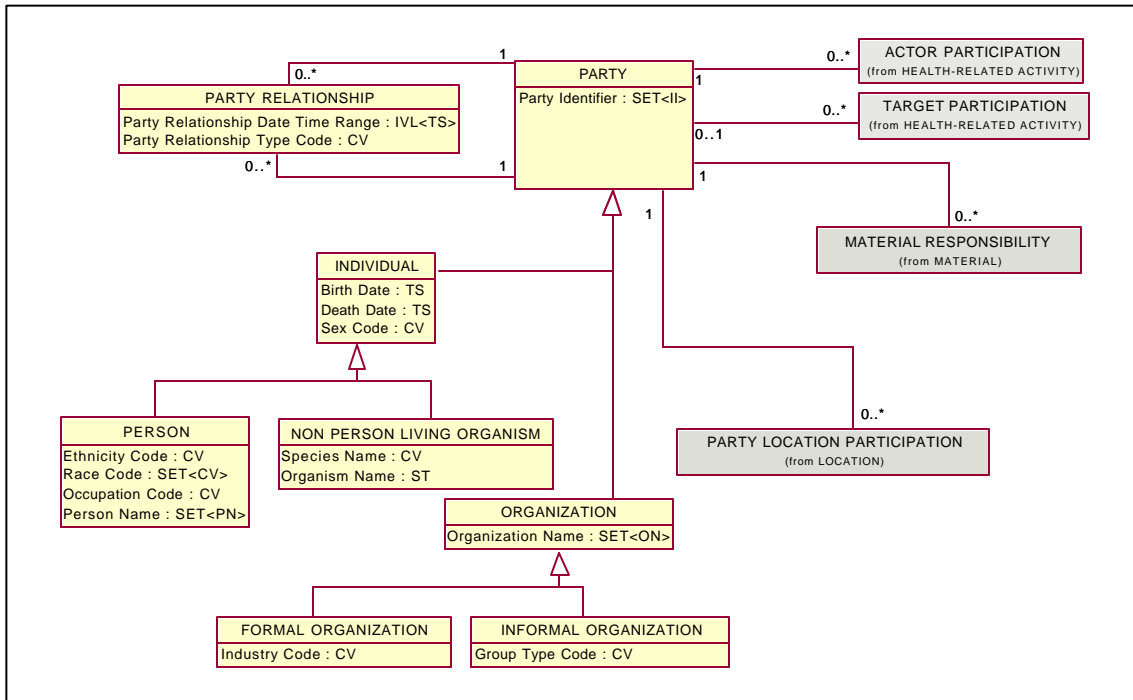 1
0..*
PARTY
Party Identifier : SET<II>
0..*
1
ACTOR PARTICIPATION
(from HEALTH-RELATED ACTIVITY)
PARTY RELATIONSHIP
Party Relationship Date Time Range : IVL<TS>
Party Relationship Type Code : CV
0..*
0..1
TARGET PARTICIPATION
(from HEALTH-RELATED ACTIVITY)
0..*
1
1
0..*
MATERIAL RESPONSIBILITY
(from MATERIAL)
1
0..*
PARTY LOCATION PARTICIPATION
(from LOCATION)
INDIVIDUAL
Birth Date : TS
Death Date : TS
Sex Code : CV
PERSON
Ethnicity Code : CV
Race Code : SET<CV>
Occupation Code : CV
Person Name : SET<PN>
NON PERSON LIVING ORGANISM
Species Name : CV
Organism Name : ST
ORGANIZATION
Organization Name : SET<ON>
FORMAL ORGANIZATION
Industry Code : CV
INFORMAL ORGANIZATION
Group Type Code : CV